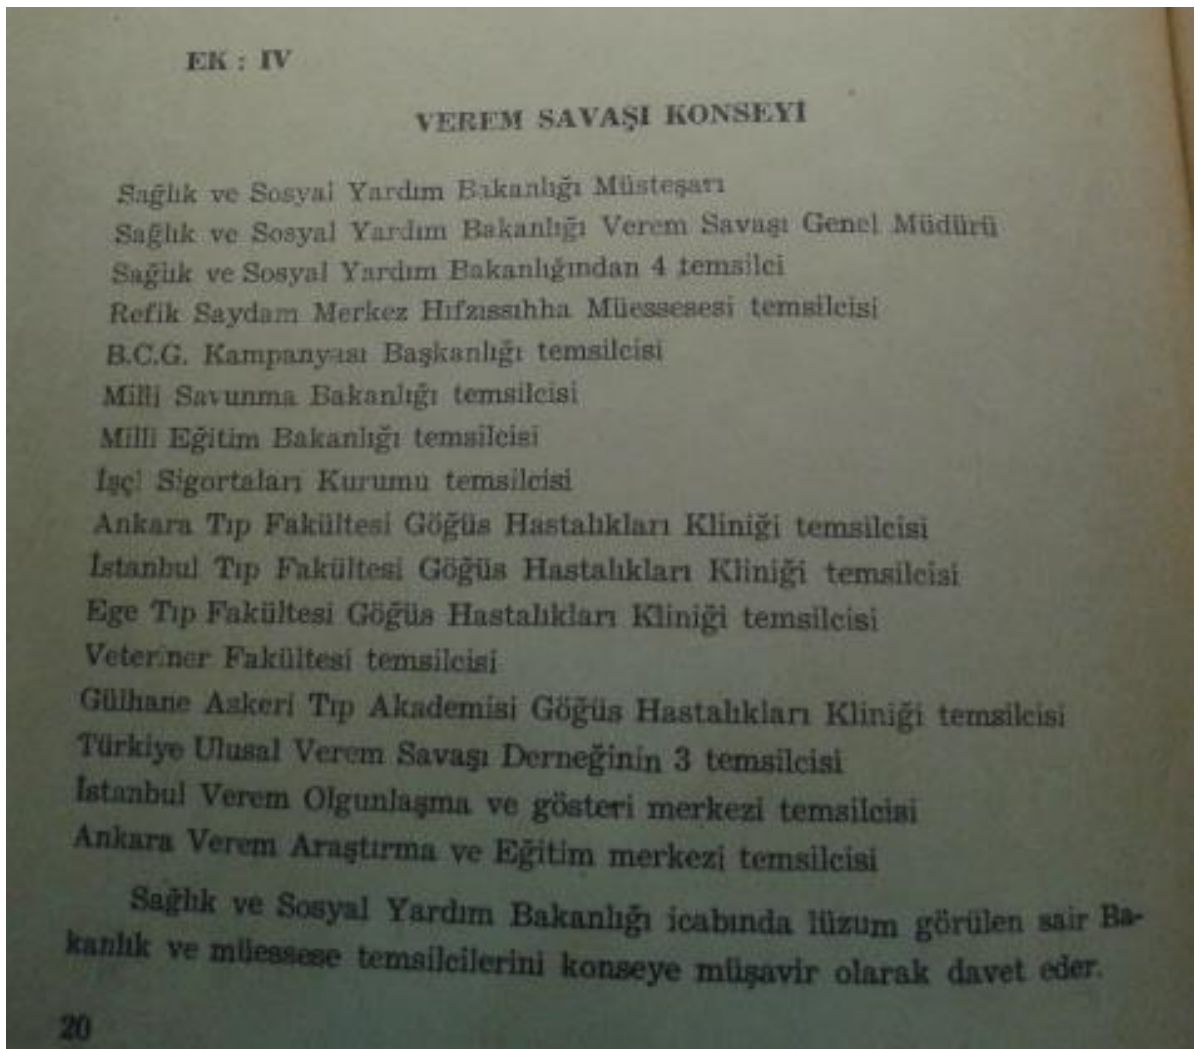 EK : IV
VEREM SAVAŞI KONSEYİ
Sağlık ve Sosyal Yardım Bakanlığı Müsteşarı
Sağlık ve Sosyal Yardım Bakanlığı Verem Savaşı Genel Müdürü
Sağlık ve Sosyal Yardım Bakanlığından 4 temsilci
Refik Saydam Merkez Hıfzıssıhha Müessesesi temsilcisi
B.C.G. Kampanyası Başkanlığı temsilcisi
Milli Savunma Bakanlığı temsilcisi
Milli Eğitim Bakanlığı temsilcisi
İşçi Sigortaları Kurumu temsilcisi
Ankara Tıp Fakültesi Göğüs Hastalıkları Kliniği temsilcisi
İstanbul Tıp Fakültesi Göğüs Hastalıkları Kliniği temsilcisi
Ege Tıp Fakültesi Göğüs Hastalıkları Kliniği temsilcisi
Veteriner Fakültesi temsilcisi
Gülhane Askeri Tıp Akademisi Göğüs Hastalıkları Kliniği temsilcisi
Türkiye Ulusal Verem Savaşı Derneğinin 3 temsilcisi
İstanbul Verem Olgunlaşma ve gösteri merkezi temsilcisi
Ankara Verem Araştırma ve Eğitim merkezi temsilcisi
Sağlık ve Sosyal Yardım Bakanlığı icabında lüzum görülen sair Ba-
kanlık ve müessese temsilcilerini konseye müşavir olarak davet eder.
20